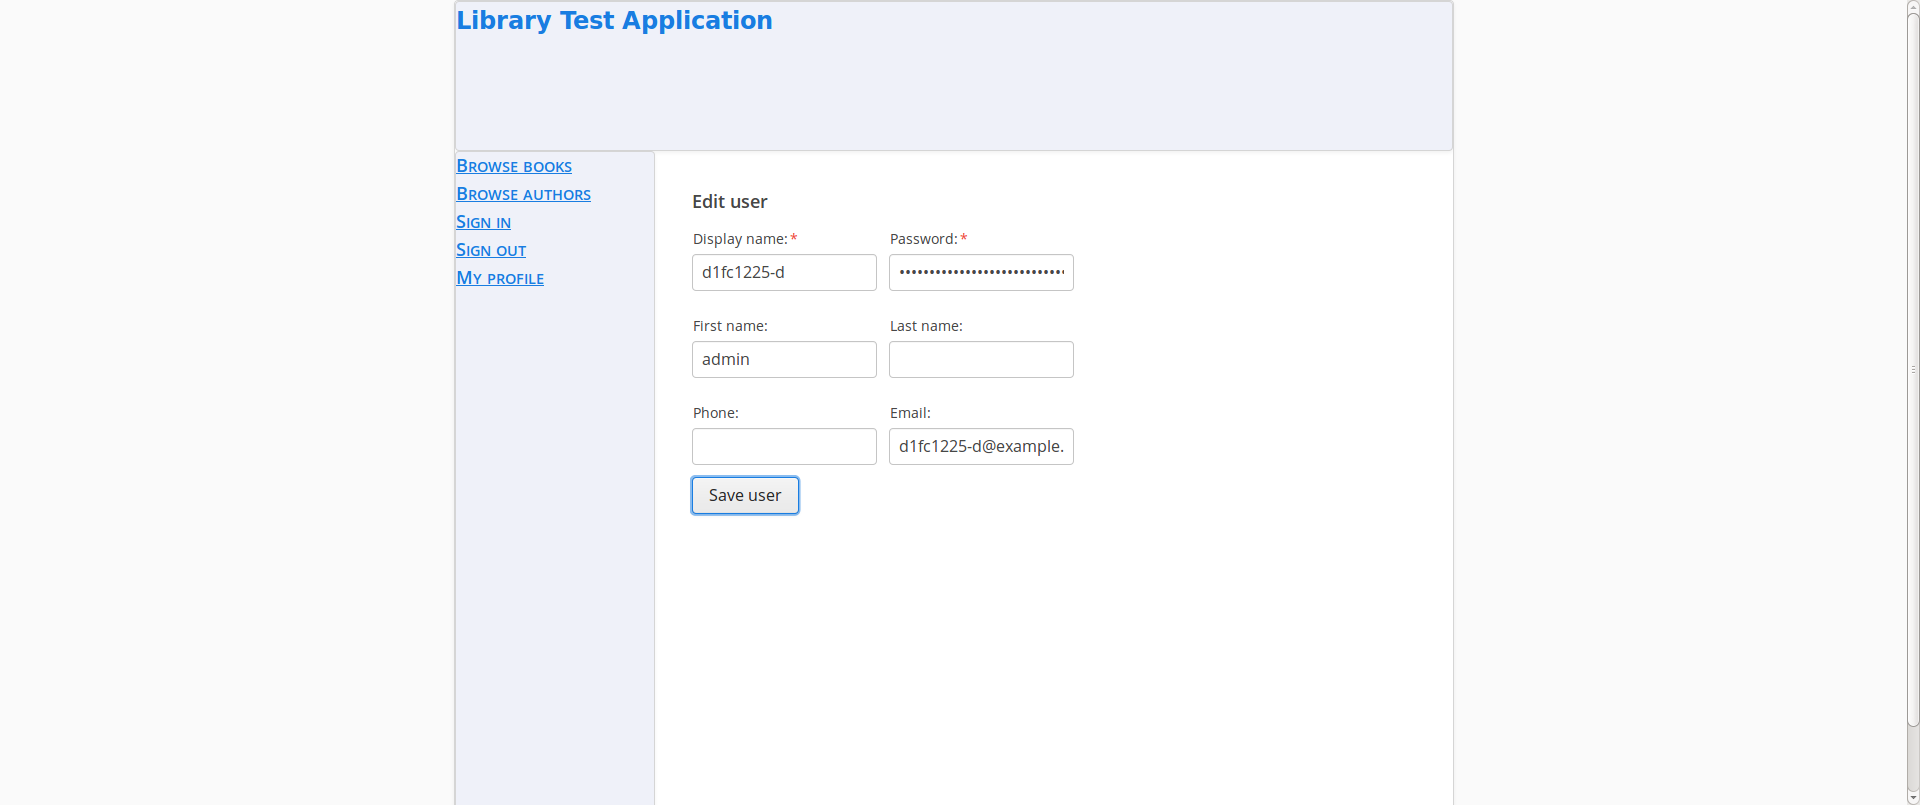 Library Test Application
Browse books
Browse authors
Sign in
Sign out
My profile
Edit user
Display name:* Password:*
d1fc1225-d ••••••••••••••••••••••••••••
First name: Last name:
admin
Phone: Email:
d1fc1225-d@example.
Save user